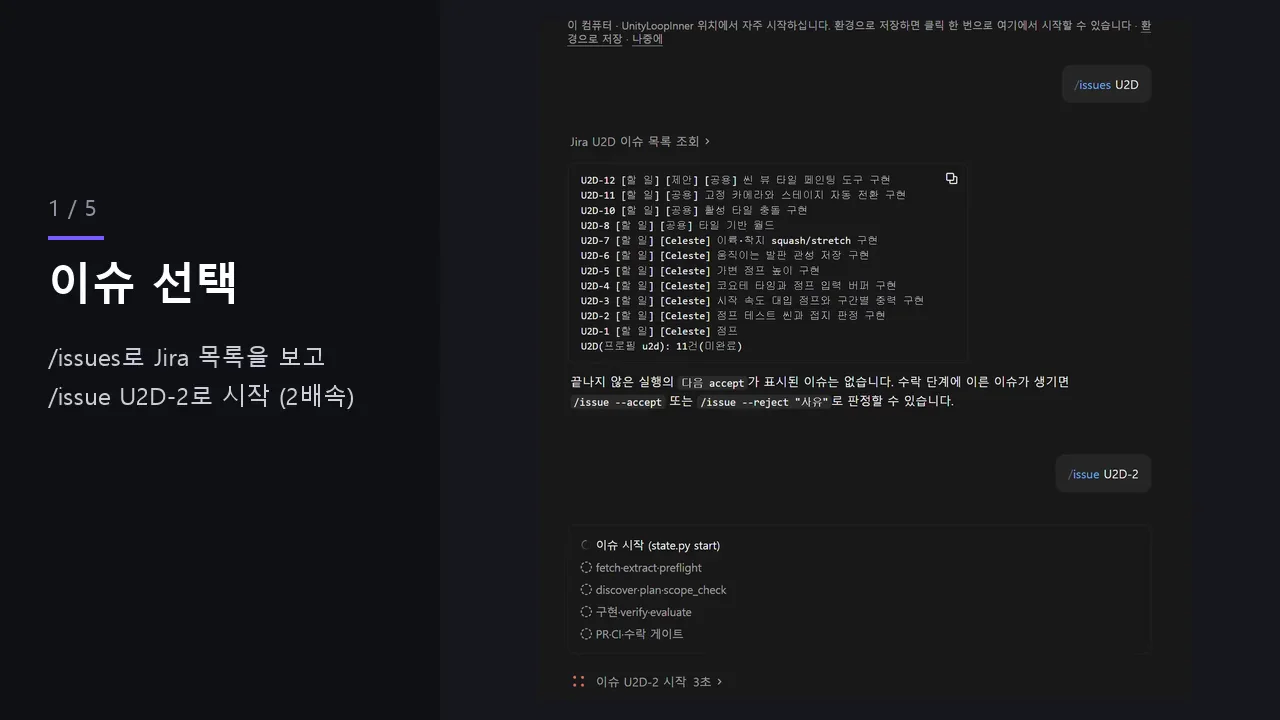 1 / 5
이슈 선택
/issues로 Jira 목록을 보고
/issue U2D-2로 시작 (2배속)
이 컴퓨터 · UnityLoopInner 위치에서 자주 시작하십니다. 환경으로 저장하면 클릭 한 번으로 여기에서 시작할 수 있습니다 · 환
경으로 저장 · 나중에
/issues U2D
Jira U2D 이슈 목록 조회 >
U2D-12 [할 일] [제안] [공용] 씬 뷰 타일 페인팅 도구 구현
U2D-11 [할 일] [공용] 고정 카메라와 스테이지 자동 전환 구현
U2D-10 [할 일] [공용] 활성 타일 충돌 구현
U2D-8 [할 일] [공용] 타일 기반 월드
U2D-7 [할 일] [Celeste] 이륙·착지 squash/stretch 구현
U2D-6 [할 일] [Celeste] 움직이는 발판 관성 저장 구현
U2D-5 [할 일] [Celeste] 가변 점프 높이 구현
U2D-4 [할 일] [Celeste] 코요테 타임과 점프 입력 버퍼 구현
U2D-3 [할 일] [Celeste] 시작 속도 대입 점프와 구간별 중력 구현
U2D-2 [할 일] [Celeste] 점프 테스트 씬과 접지 판정 구현
U2D-1 [할 일] [Celeste] 점프
U2D(프로필 u2d): 11건(미완료)
끝나지 않은 실행의 다음 accept가 표시된 이슈는 없습니다. 수락 단계에 이른 이슈가 생기면
/issue --accept 또는 /issue --reject "사유"로 판정할 수 있습니다.
/issue U2D-2
이슈 시작 (state.py start)
fetch·extract·preflight
discover·plan·scope_check
구현·verify·evaluate
PR·CI·수락 게이트
이슈 U2D-2 시작 3초 >